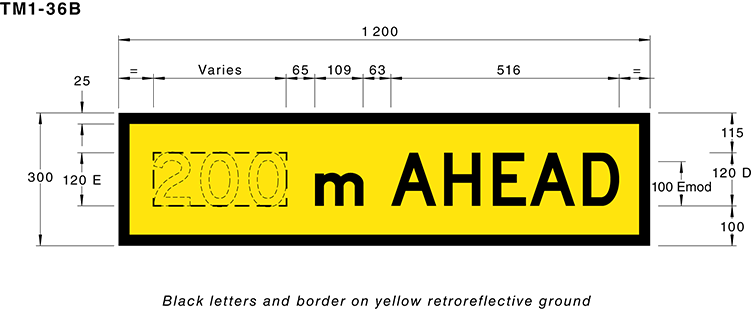 TM1-36B
1 200
= Varies 65 109 63 516 =
25
115
300 120 E 200 m AHEAD 100 Emod 120 D
100
Black letters and border on yellow retroreflective ground